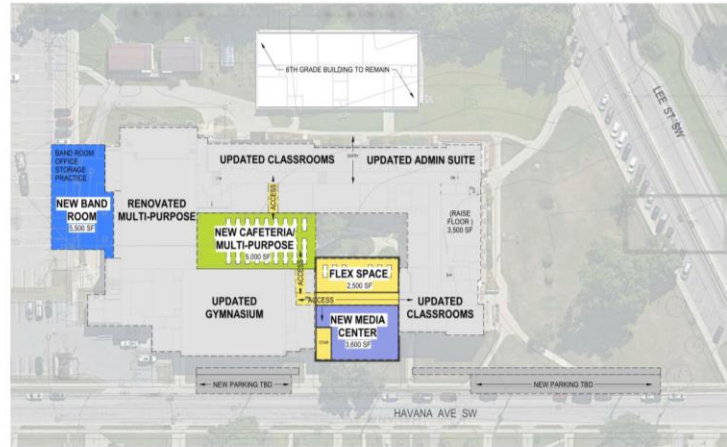 6TH GRADE BUILDING TO REMAIN
LEE ST SW
BAND ROOM
OFFICE
STORAGE
PRACTICE
UPDATED CLASSROOMS
UPDATED ADMIN SUITE
NEW BAND
ROOM
5,500 SF
RENOVATED
MULTI-PURPOSE
ACCESS
(RAISE
FLOOR )
3,500 SF
NEW CAFETERIA/
MULTI-PURPOSE
5,000 SF
ACCESS
FLEX SPACE
2,500 SF
ACCESS
UPDATED
GYMNASIUM
UPDATED
CLASSROOMS
NEW MEDIA
CENTER
3,600 SF
NEW PARKING TBD
NEW PARKING TBD
HAVANA AVE SW